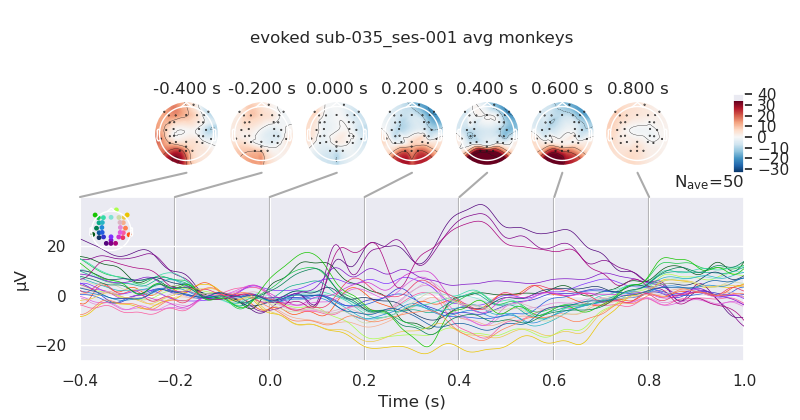 evoked sub-035_ses-001 avg monkeys
-0.400 s -0.200 s 0.000 s 0.200 s 0.400 s 0.600 s 0.800 s
40
30
20
10
0
−10
−20
−30
Nave=50
20
0
−20
µV
−0.4 −0.2 0.0 0.2 0.4 0.6 0.8 1.0
Time (s)